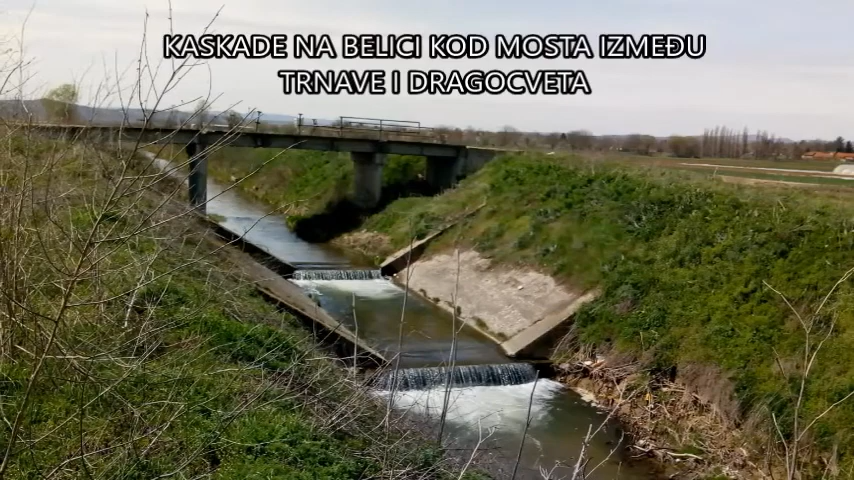 KASKADE NA BELICI KOD MOSTA IZMEĐU
TRNAVE I DRAGOCVETA